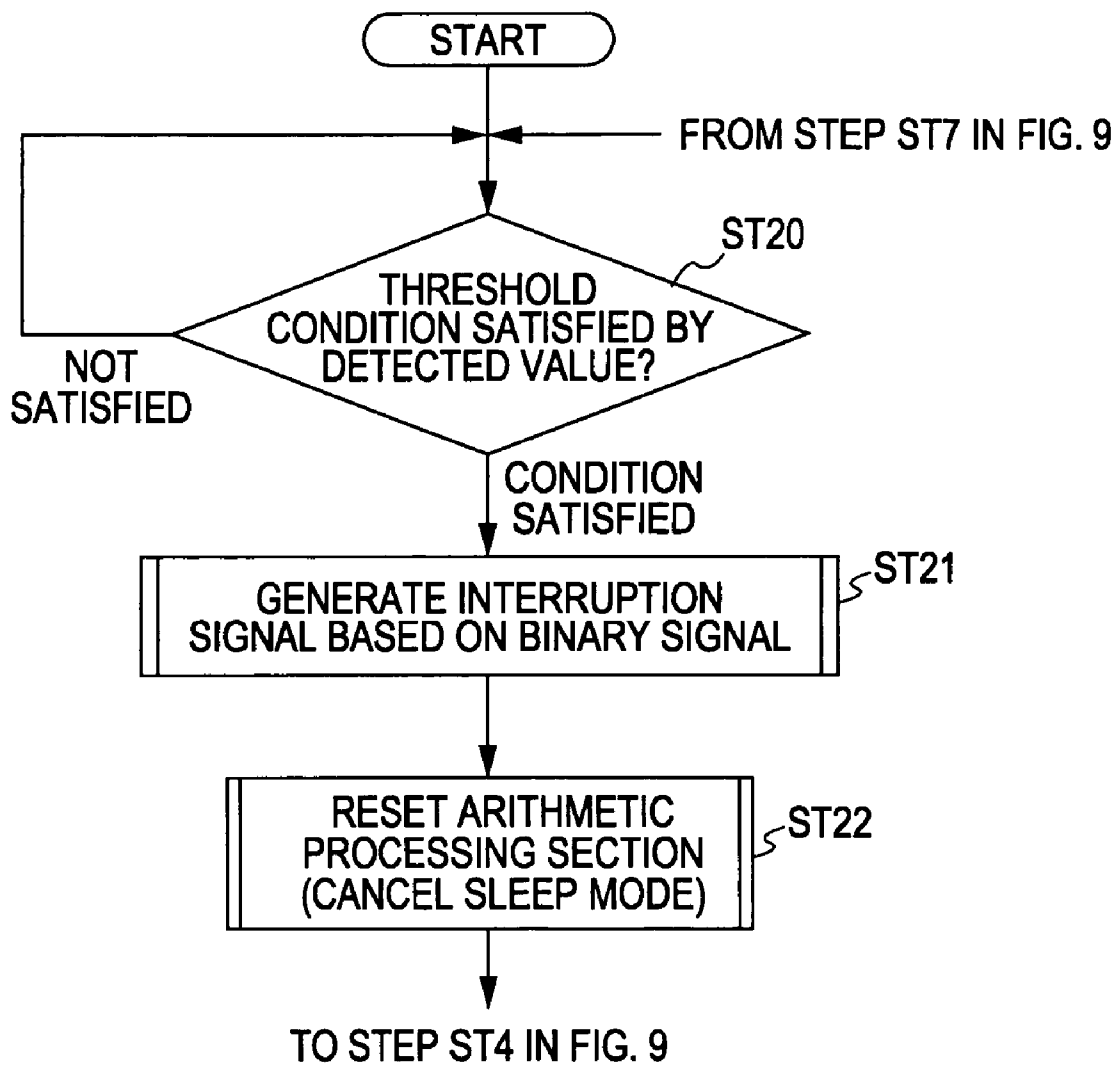 START
FROM STEP ST7 IN FIG. 9
ST20
THRESHOLD
CONDITION SATISFIED BY
DETECTED VALUE?
NOT
SATISFIED
CONDITION
SATISFIED
ST21
GENERATE INTERRUPTION
SIGNAL BASED ON BINARY SIGNAL
ST22
RESET ARITHMETIC
PROCESSING SECTION
(CANCEL SLEEP MODE)
TO STEP ST4 IN FIG. 9